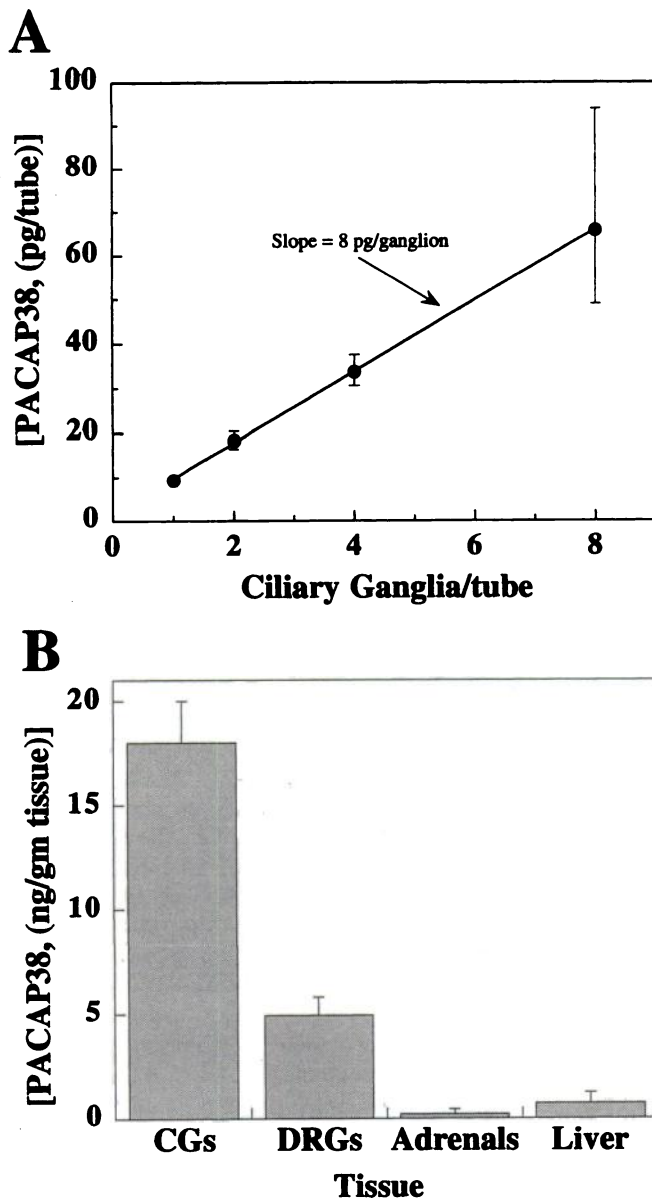 A
[PACAP38, (pg/tube)]
100
80
60
40
20
0
Slope = 8 pg/ganglion
0 2 4 6 8
Ciliary Ganglia/tube
B
[PACAP38, (ng/gm tissue)]
20
15
10
5
0
CGs DRGs Adrenals Liver
Tissue